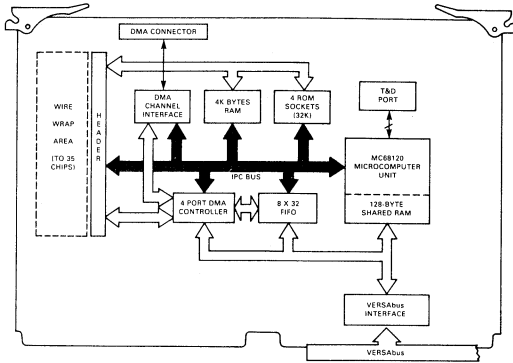 DMA CONNECTOR
WIRE
WRAP
AREA
(TO 35
CHIPS)
HEADER
DMA
CHANNEL
INTERFACE
4K BYTES
RAM
4 ROM
SOCKETS
(32K)
T&D
PORT
IPC BUS
MC68120
MICROCOMPUTER
UNIT
128-BYTE
SHARED RAM
4 PORT DMA
CONTROLLER
8 X 32
FIFO
VERSAbus
INTERFACE
VERSAbus